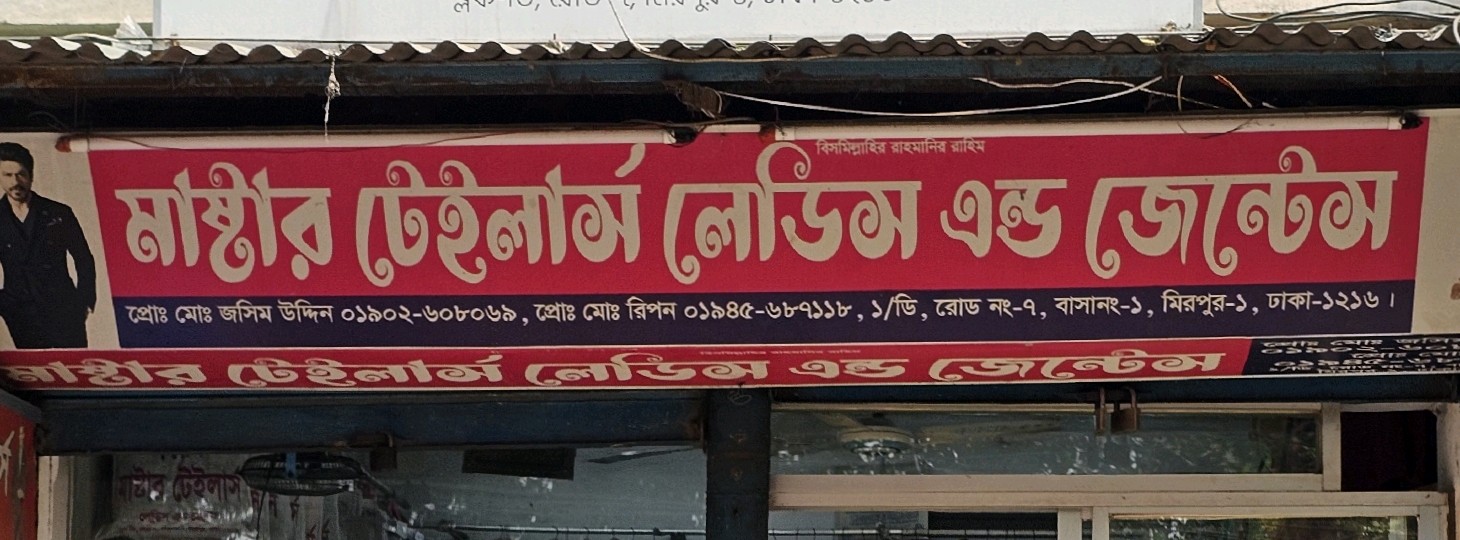 বিসমিল্লাহির রাহমানির রাহিম
মাষ্টার টেইলার্স লেডিস এন্ড জেন্টেস
প্রোঃ মোঃ জসিম উদ্দিন ০১৯০২-৬০৮০৬৯, প্রোঃ মোঃ রিপন ০১৯৪৫-৬৮৭১১৮, ১/ডি, রোড নং-৭, বাসানং-১, মিরপুর-১, ঢাকা-১২১৬।
মাষ্টার টেইলার্স লেডিস এন্ড জেন্টেস
মাষ্টার টেইলার্স